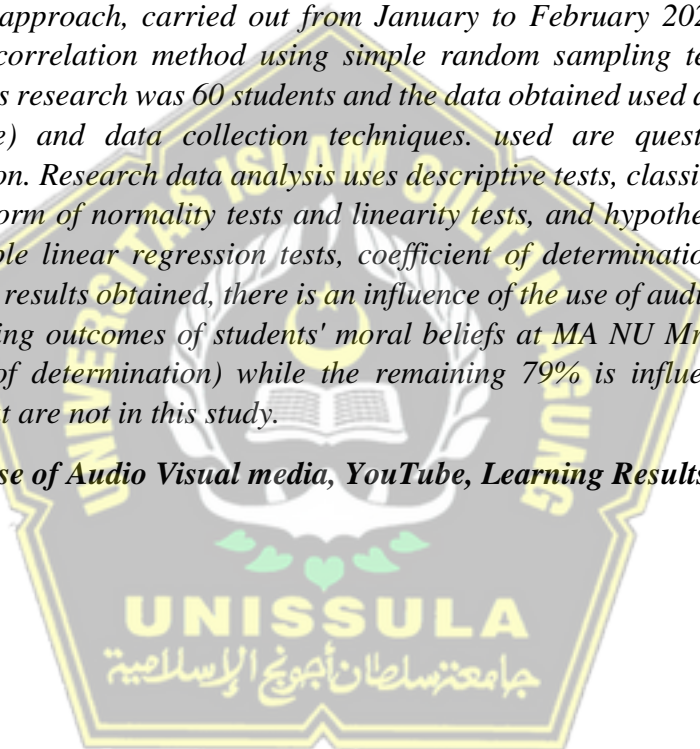 approach, carried out from January to February 202
correlation method using simple random sampling te
s research was 60 students and the data obtained used a
e) and data collection techniques. used are quest
on. Research data analysis uses descriptive tests, classi
orm of normality tests and linearity tests, and hypothe
ple linear regression tests, coefficient of determinatio
results obtained, there is an influence of the use of audi
ing outcomes of students' moral beliefs at MA NU Mr
of determination) while the remaining 79% is influe
t are not in this study.
se of Audio Visual media, YouTube, Learning Results
UNIVERSITAS ISLAM SULTAN AGUNG
UNISSULA
جامعة سلطان أجونج الإسلامية